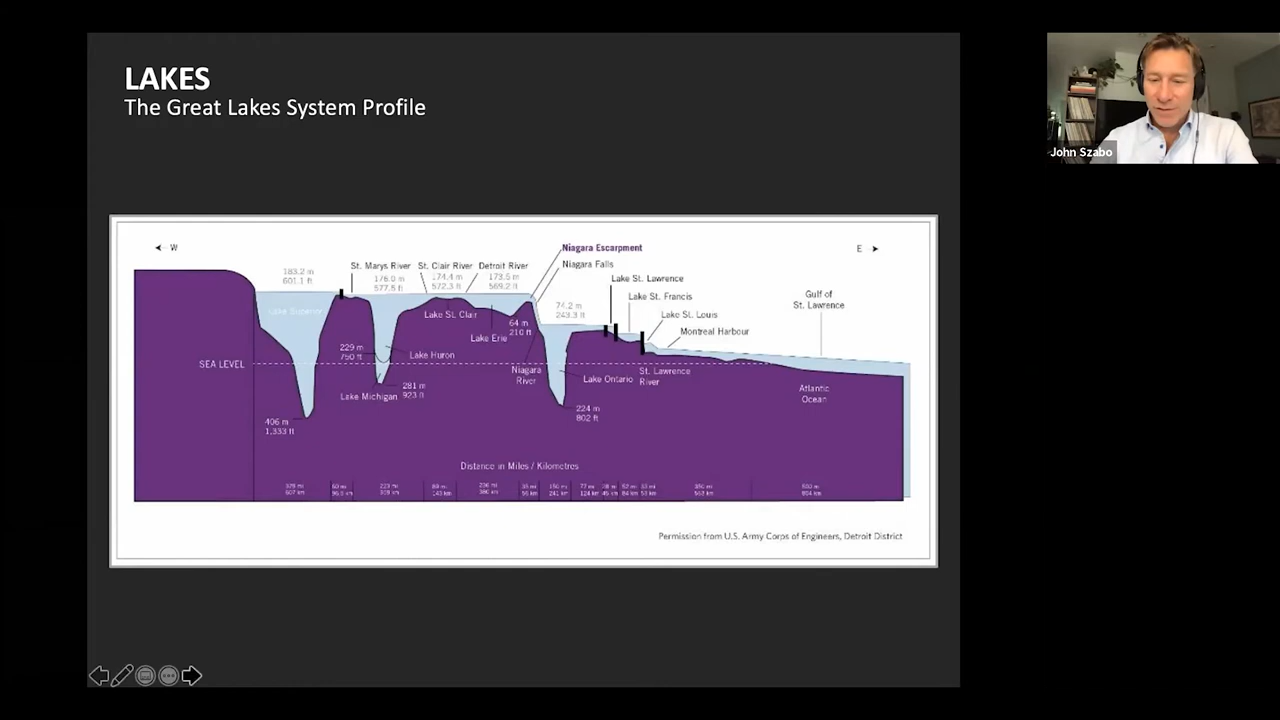 LAKES
The Great Lakes System Profile
John Szabo
W
E
Niagara Escarpment
Niagara Falls
St. Marys River
St. Clair River
Detroit River
183.2 m
601.1 ft
176.0 m
577.5 ft
174.4 m
572.3 ft
173.5 m
569.2 ft
Lake St. Lawrence
Lake St. Francis
Lake St. Louis
Montreal Harbour
Gulf of
St. Lawrence
74.2 m
243.3 ft
Lake Superior
Lake St. Clair
Lake Erie
64 m
210 ft
229 m
750 ft
Lake Huron
SEA LEVEL
Niagara
River
Lake Ontario
St. Lawrence
River
281 m
923 ft
Lake Michigan
Atlantic
Ocean
224 m
802 ft
406 m
1,333 ft
Distance in Miles / Kilometres
Permission from U.S. Army Corps of Engineers, Detroit District